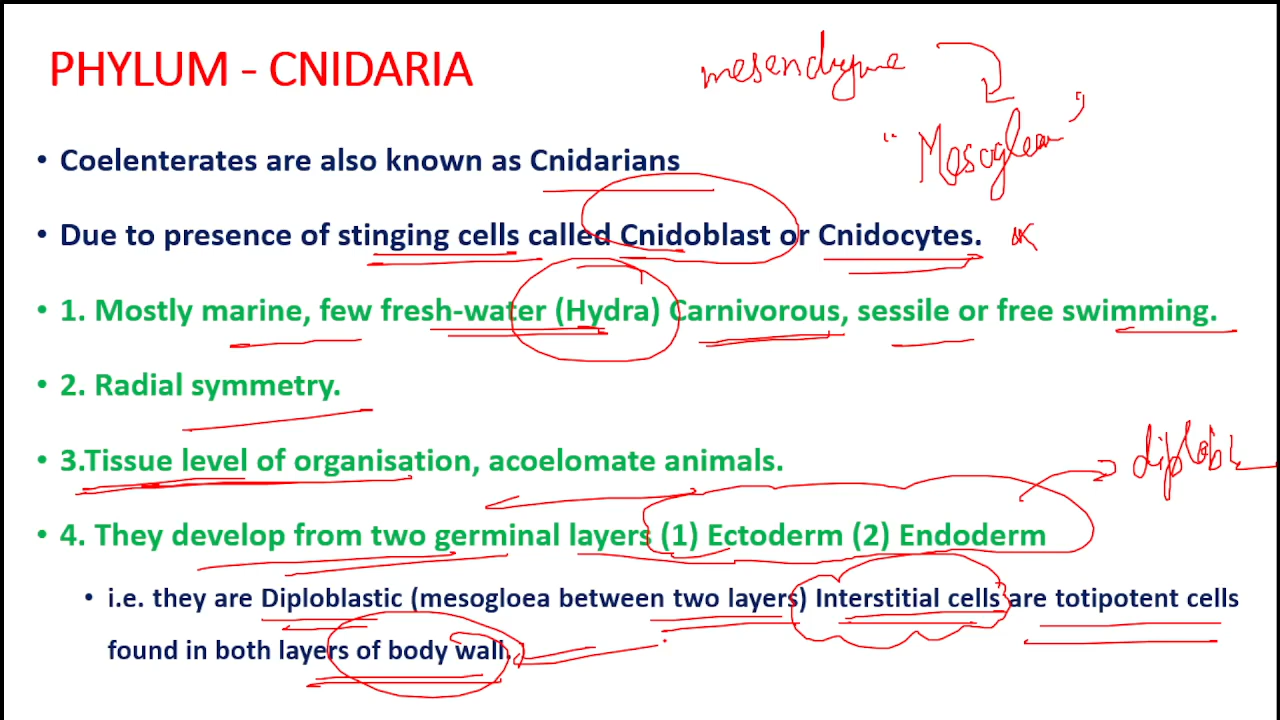 PHYLUM - CNIDARIA
mesenchyme
"Mesoglea"
• Coelenterates are also known as Cnidarians
• Due to presence of stinging cells called Cnidoblast or Cnidocytes.
• 1. Mostly marine, few fresh-water (Hydra) Carnivorous, sessile or free swimming.
• 2. Radial symmetry.
• 3.Tissue level of organisation, acoelomate animals.
• 4. They develop from two germinal layers (1) Ectoderm (2) Endoderm
• i.e. they are Diploblastic (mesogloea between two layers) Interstitial cells are totipotent cells
found in both layers of body wall.